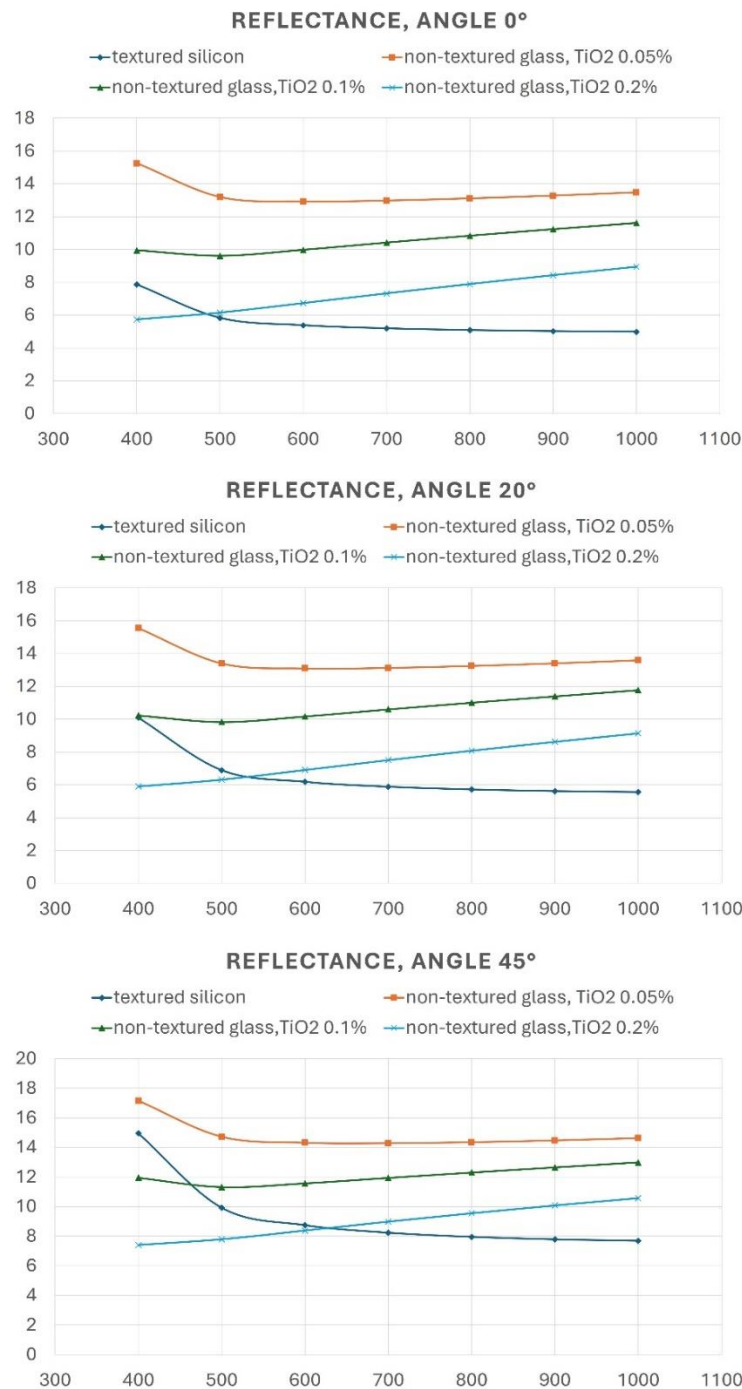 REFLECTANCE, ANGLE 0°
textured silicon non-textured glass, TiO2 0.05%
non-textured glass,TiO2 0.1% non-textured glass,TiO2 0.2%
18
16
14
12
10
8
6
4
2
0
300 400 500 600 700 800 900 1000 1100
REFLECTANCE, ANGLE 20°
textured silicon non-textured glass, TiO2 0.05%
non-textured glass,TiO2 0.1% non-textured glass,TiO2 0.2%
18
16
14
12
10
8
6
4
2
0
300 400 500 600 700 800 900 1000 1100
REFLECTANCE, ANGLE 45°
textured silicon non-textured glass, TiO2 0.05%
non-textured glass,TiO2 0.1% non-textured glass,TiO2 0.2%
20
18
16
14
12
10
8
6
4
2
0
300 400 500 600 700 800 900 1000 1100